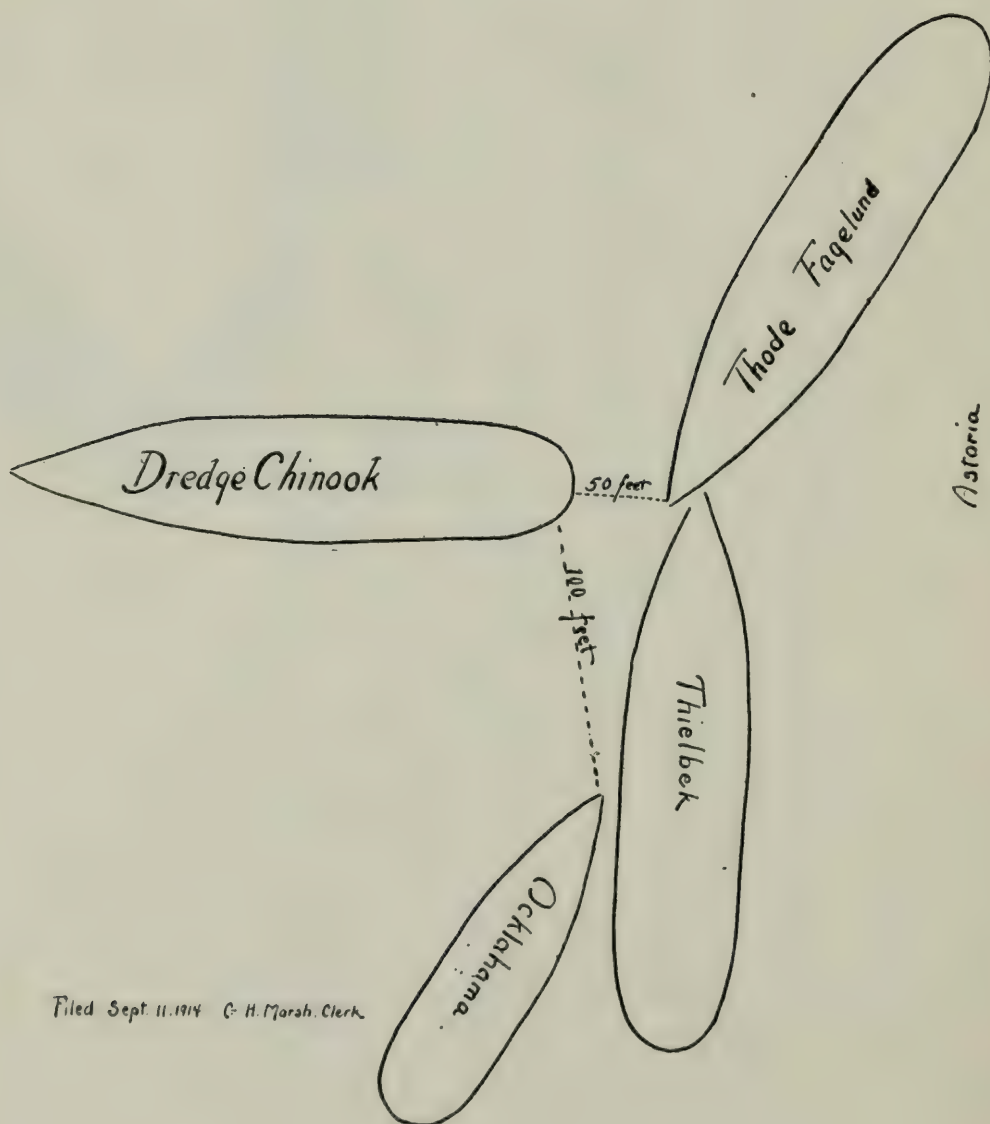 Thode Fagelund
Dredge Chinook
50 feet
Astoria
100 feet
Thielbek
Ocklahama
Filed Sept. 11. 1914 G. H. Marsh. Clerk